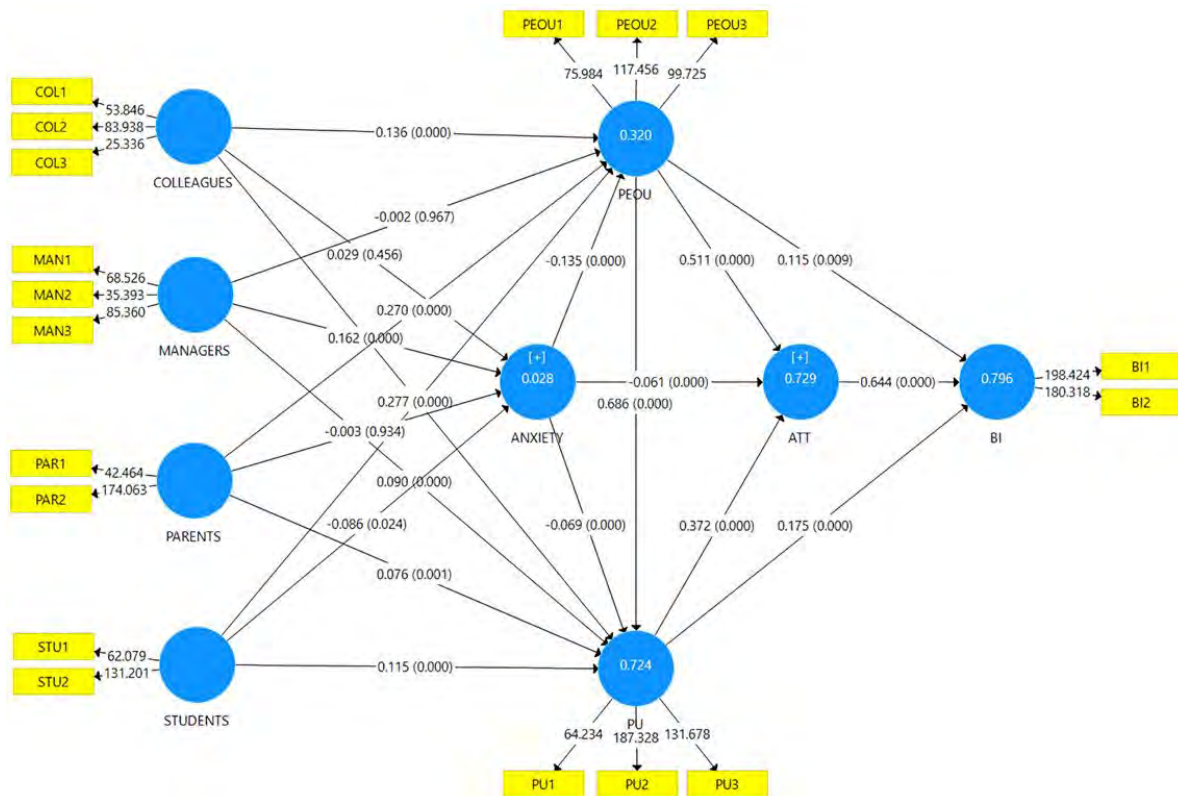 PEOU1 PEOU2 PEOU3
75.984 117.456 99.725
COL1
53.846
COL2
83.938
COL3
25.336
COLLEAGUES
0.136 (0.000)
0.320
PEOU
MAN1
68.526
MAN2
35.393
MAN3
85.360
MANAGERS
-0.002 (0.967)
0.029 (0.456)
-0.135 (0.000)
0.511 (0.000)
0.115 (0.009)
0.270 (0.000)
0.162 (0.000)
[+]
0.028
ANXIETY
-0.061 (0.000)
0.686 (0.000)
[+]
0.729
ATT
0.644 (0.000)
0.796
BI
198.424
BI1
180.318
BI2
0.277 (0.000)
-0.003 (0.934)
PAR1
42.464
PAR2
174.063
PARENTS
0.090 (0.000)
-0.086 (0.024)
-0.069 (0.000)
0.372 (0.000)
0.175 (0.000)
0.076 (0.001)
STU1
62.079
STU2
131.201
STUDENTS
0.115 (0.000)
0.724
PU
64.234 187.328 131.678
PU1 PU2 PU3